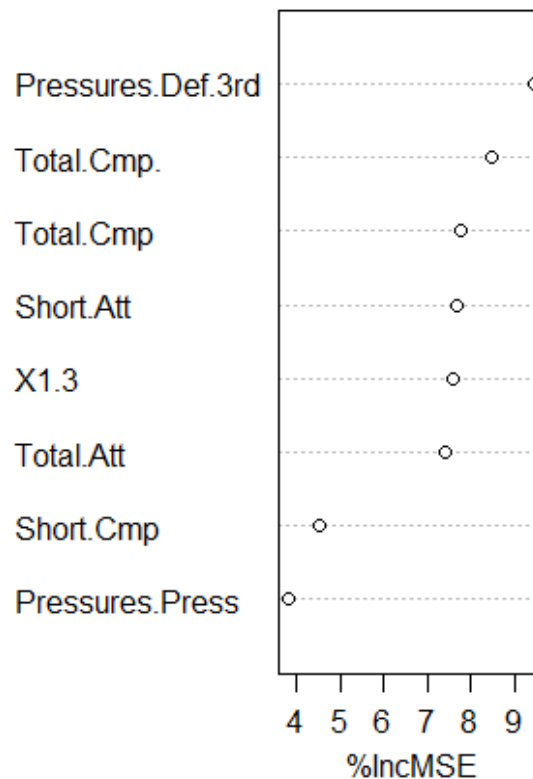 Pressures.Def.3rd
Total.Cmp.
Total.Cmp
Short.Att
X1.3
Total.Att
Short.Cmp
Pressures.Press
4 5 6 7 8 9
%IncMSE